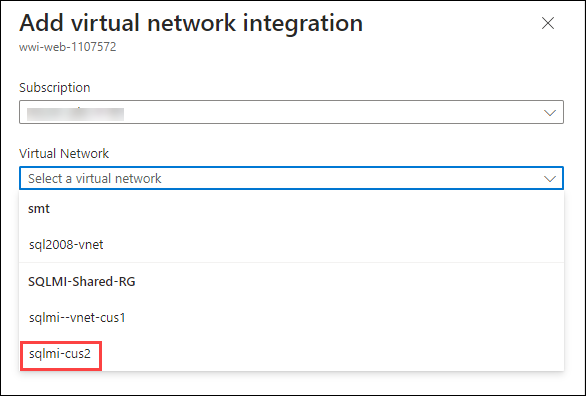 Add virtual network integration
wwi-web-1107572
Subscription
Virtual Network
Select a virtual network
smt
sql2008-vnet
SQLMI-Shared-RG
sqlmi--vnet-cus1
sqlmi-cus2